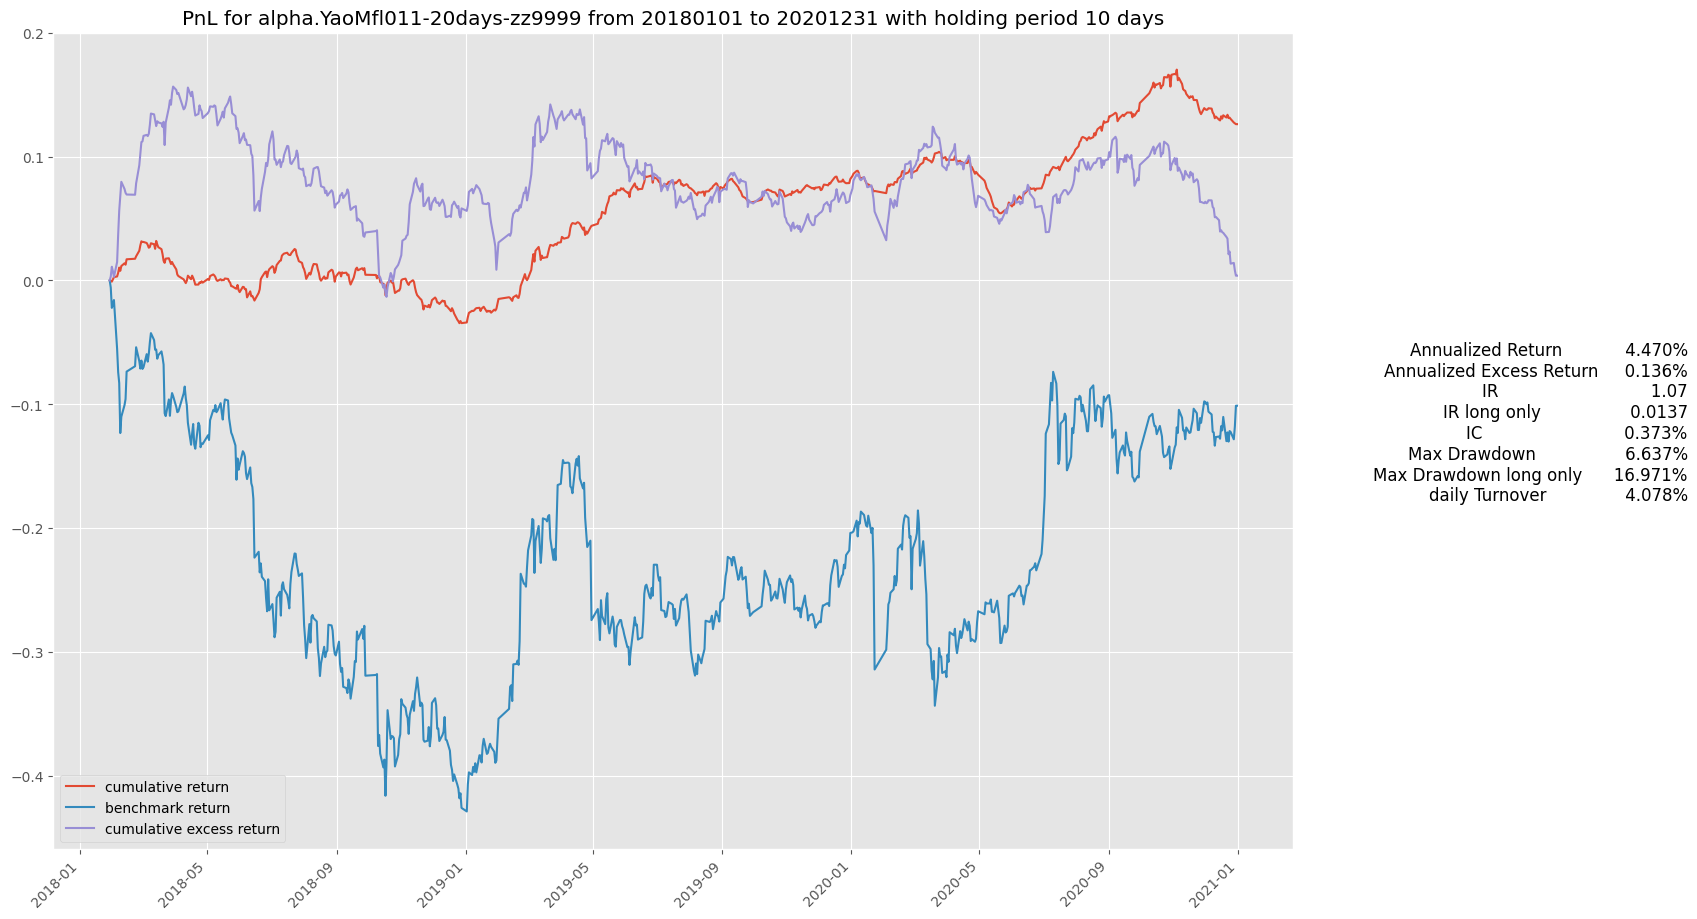 PnL for alpha.YaoMfl011-20days-zz9999 from 20180101 to 20201231 with holding period 10 days
0.2
0.1
0.0
−0.1
−0.2
−0.3
−0.4
cumulative return
benchmark return
cumulative excess return
2018-01
2018-05
2018-09
2019-01
2019-05
2019-09
2020-01
2020-05
2020-09
2021-01
Annualized Return 4.470%
Annualized Excess Return 0.136%
IR 1.07
IR long only 0.0137
IC 0.373%
Max Drawdown 6.637%
Max Drawdown long only 16.971%
daily Turnover 4.078%